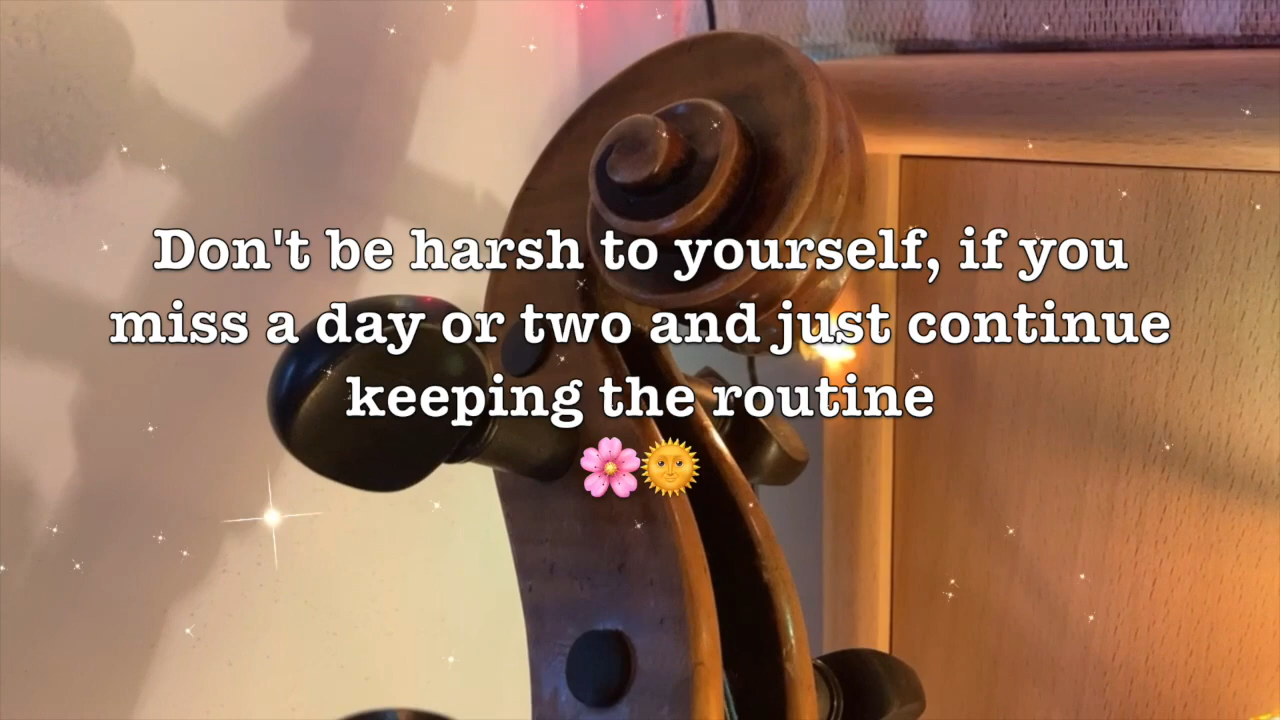 Don't be harsh to yourself, if you
miss a day or two and just continue
keeping the routine
🌸🌞